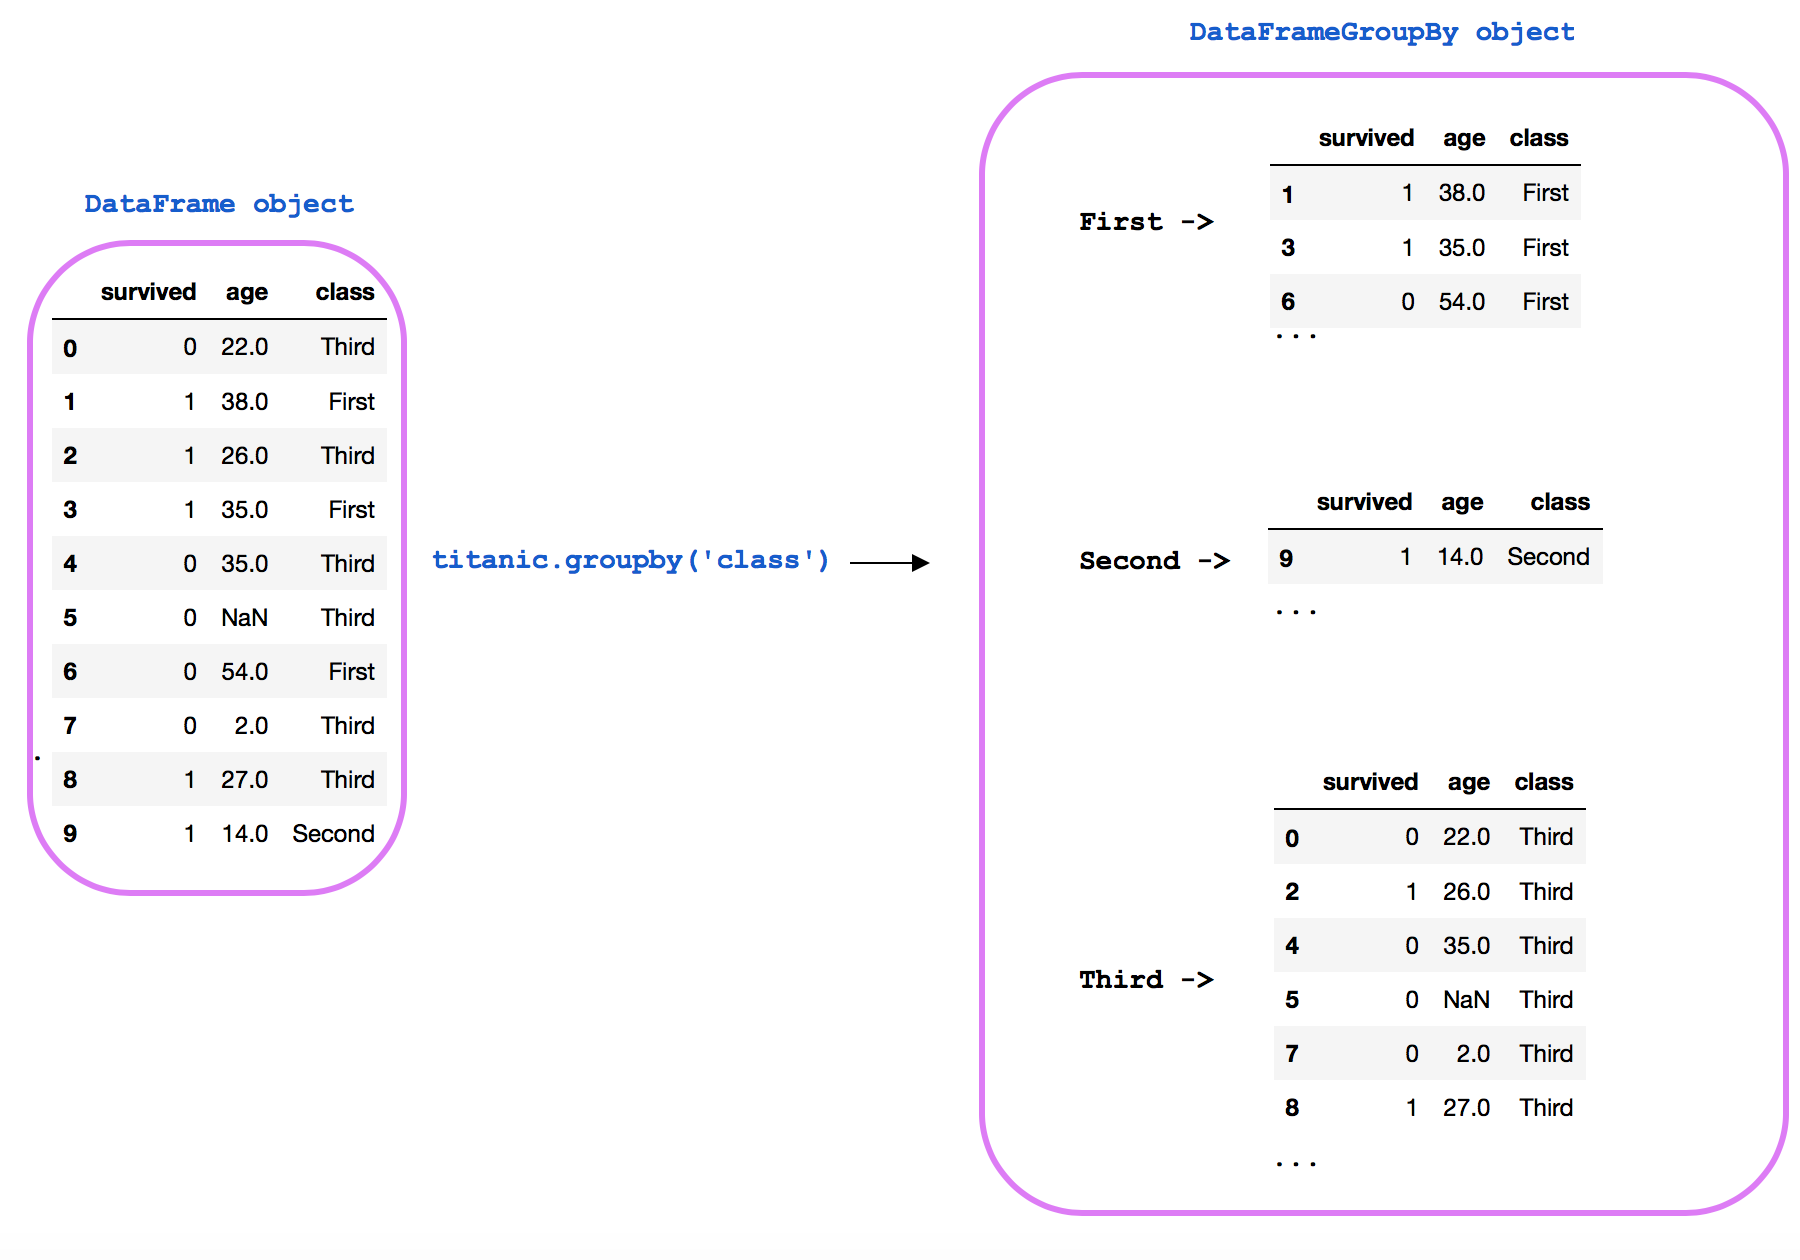 DataFrame object
survived age class
0 0 22.0 Third
1 1 38.0 First
2 1 26.0 Third
3 1 35.0 First
4 0 35.0 Third
5 0 NaN Third
6 0 54.0 First
7 0 2.0 Third
.
8 1 27.0 Third
9 1 14.0 Second
titanic.groupby('class')
DataFrameGroupBy object
First ->
survived age class
1 1 38.0 First
3 1 35.0 First
6 0 54.0 First
...
Second ->
survived age class
9 1 14.0 Second
...
Third ->
survived age class
0 0 22.0 Third
2 1 26.0 Third
4 0 35.0 Third
5 0 NaN Third
7 0 2.0 Third
8 1 27.0 Third
...